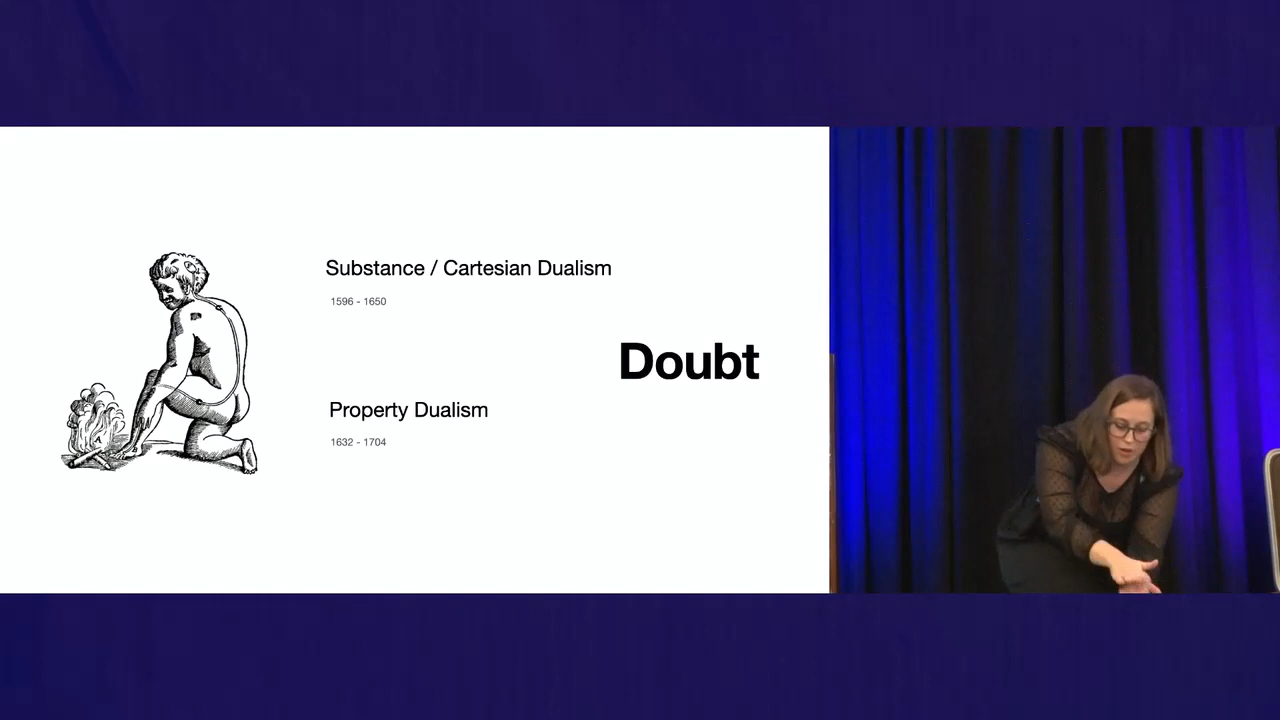 Substance / Cartesian Dualism
1596 - 1650
Doubt
Property Dualism
1632 - 1704